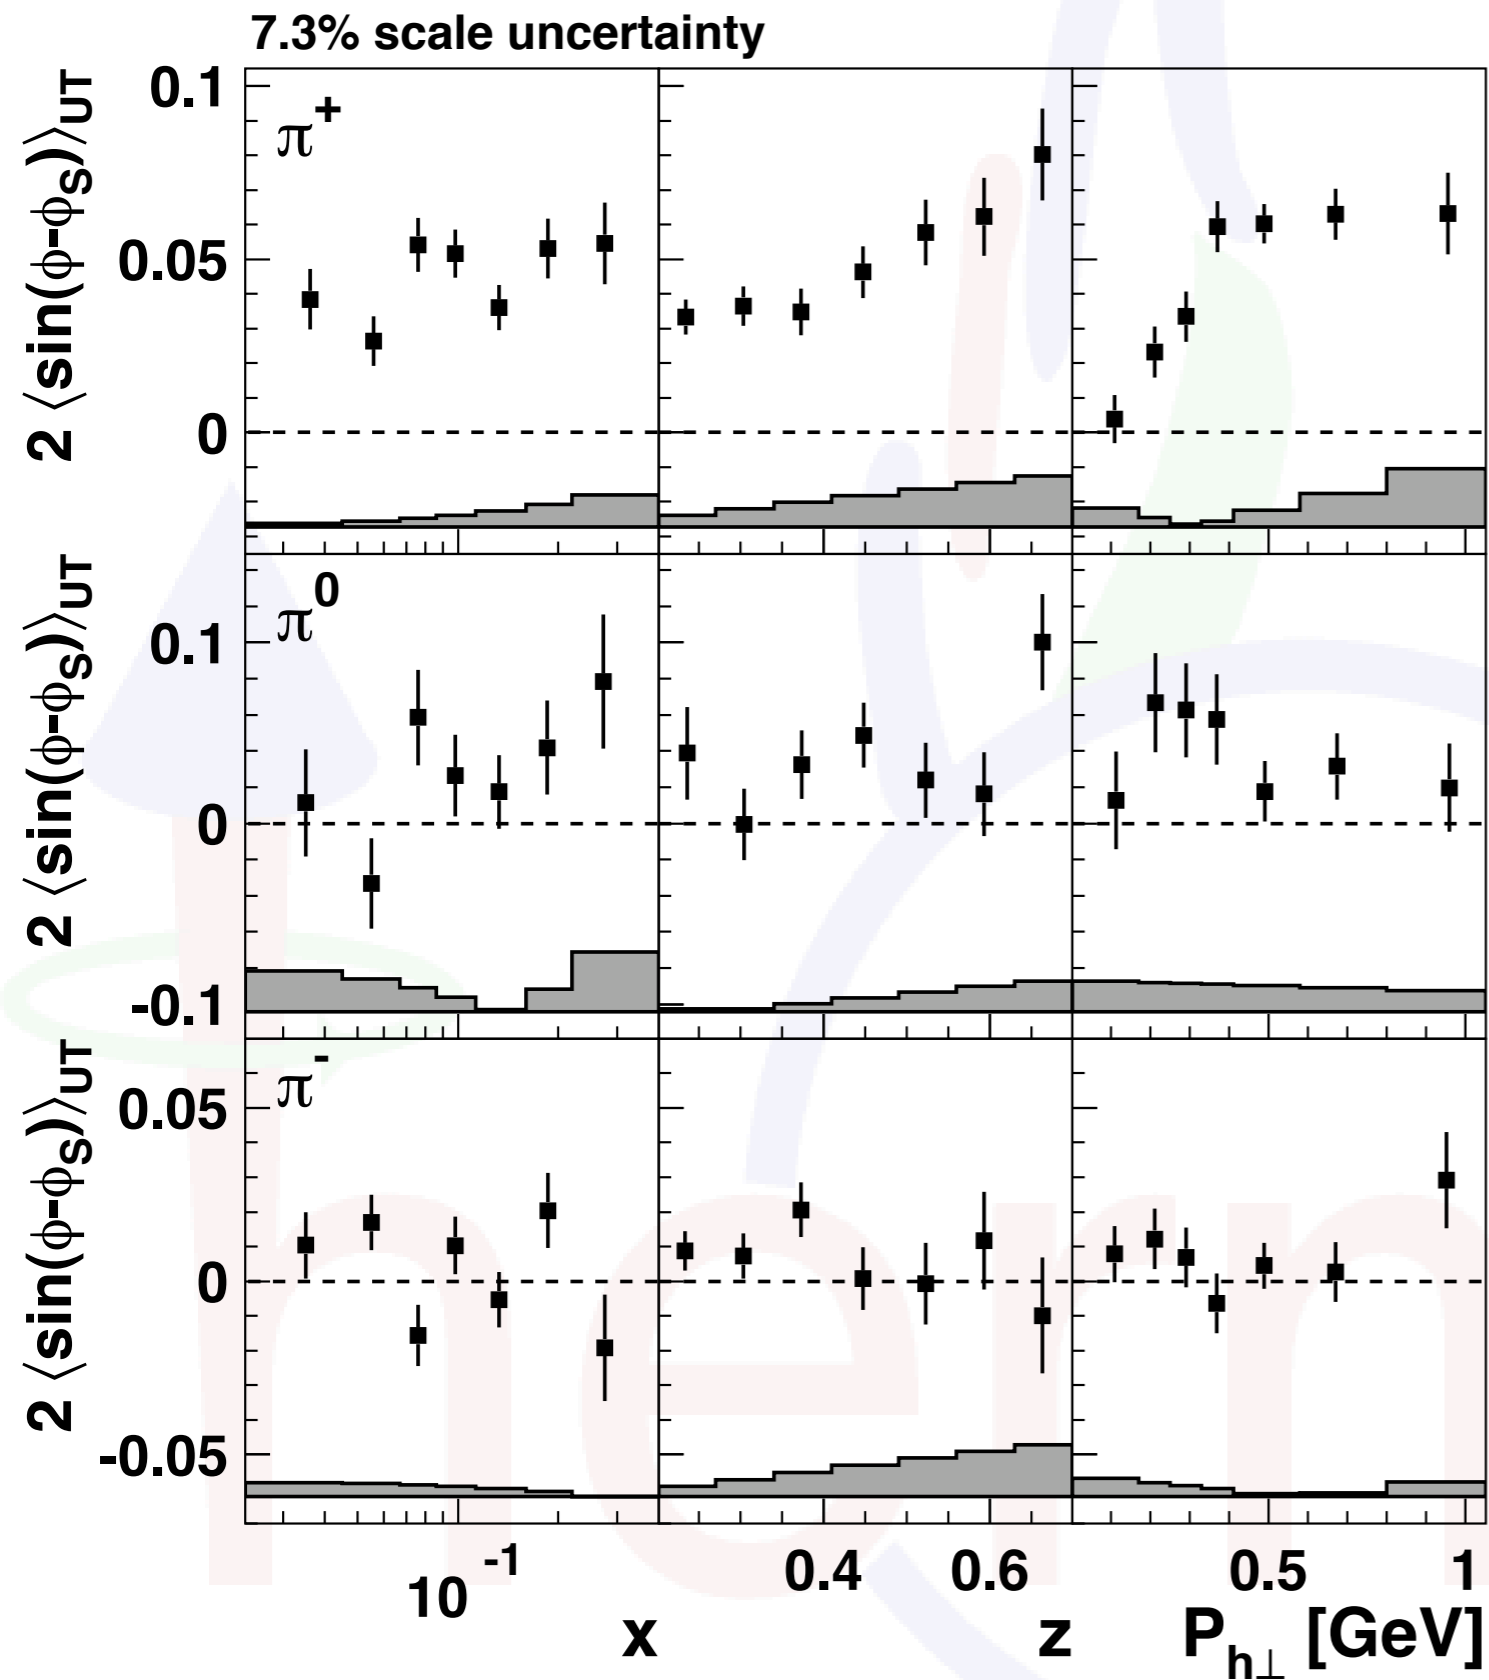 7.3% scale uncertainty
2 ⟨sin(ϕ-ϕS)⟩UT
π+
0.1
0.05
0
2 ⟨sin(ϕ-ϕS)⟩UT
π0
0.1
0
-0.1
2 ⟨sin(ϕ-ϕS)⟩UT
π-
0.05
0
-0.05
10-1
0.4 0.6
0.5 1
x
z
Ph⊥ [GeV]
herm